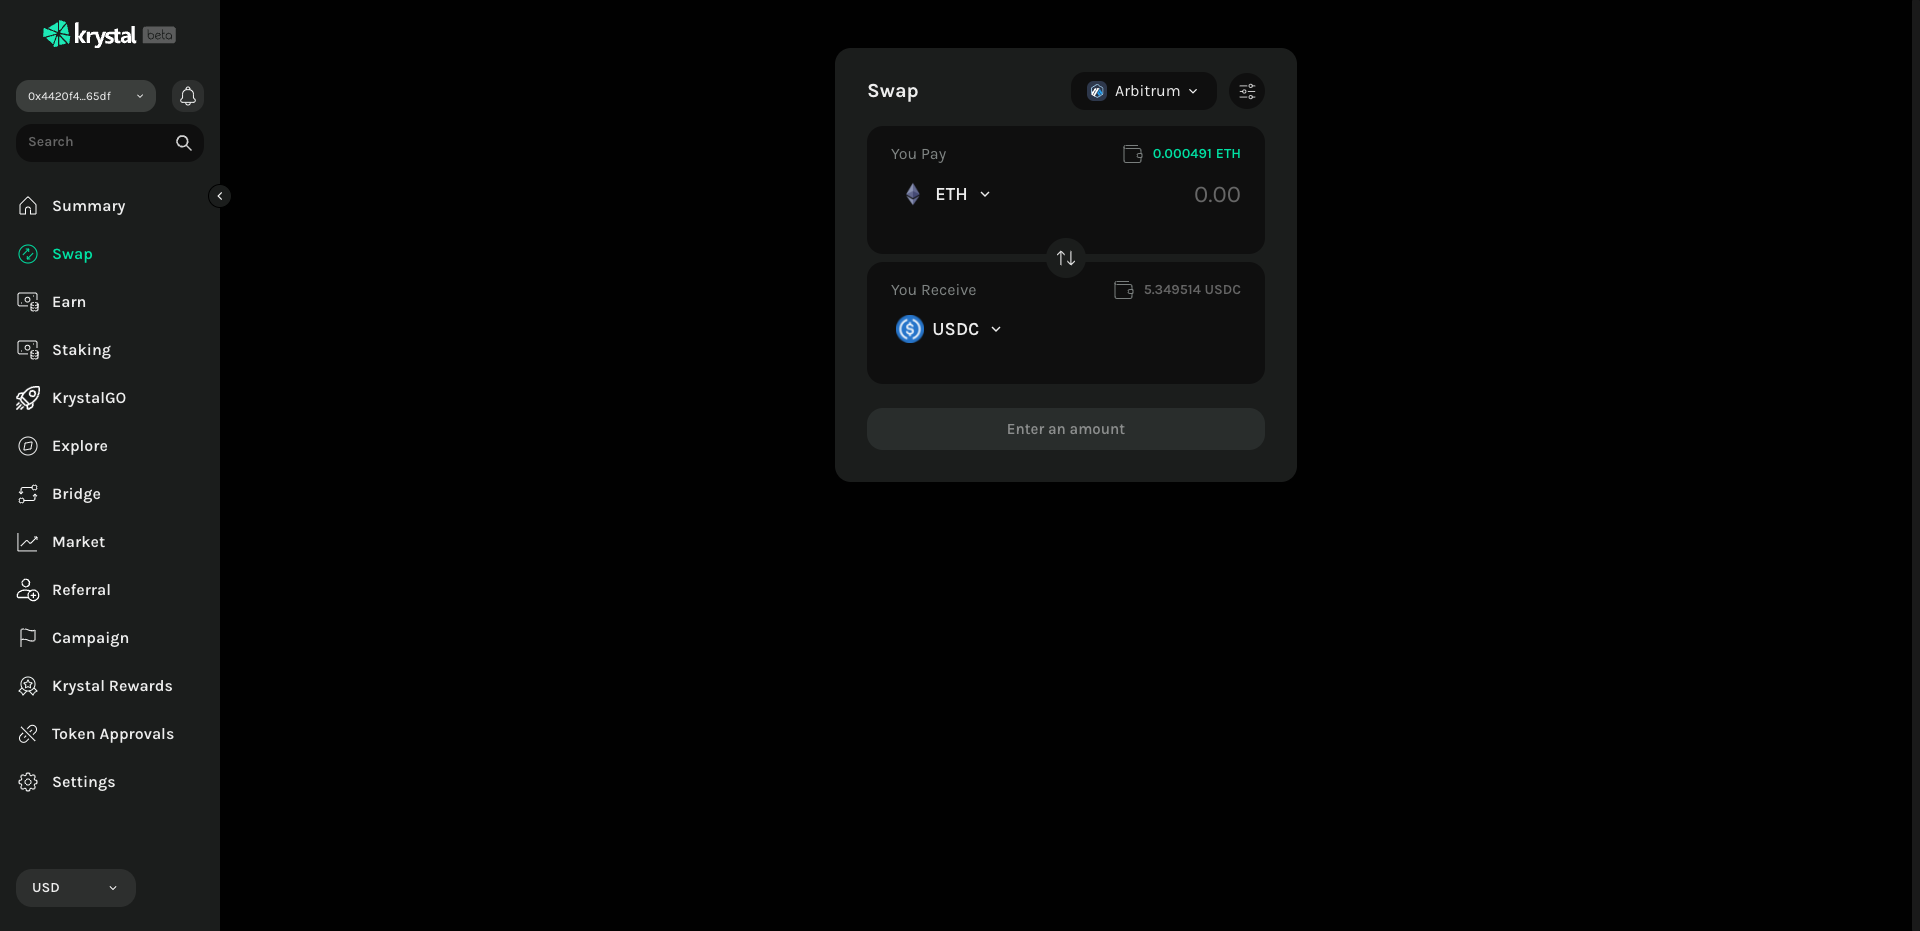 krystal beta
0x4420f4...65df
Search
Summary
Swap
Earn
Staking
KrystalGO
Explore
Bridge
Market
Referral
Campaign
Krystal Rewards
Token Approvals
Settings
USD
Swap
Arbitrum
You Pay
0.000491 ETH
ETH
0.00
You Receive
5.349514 USDC
USDC
Enter an amount